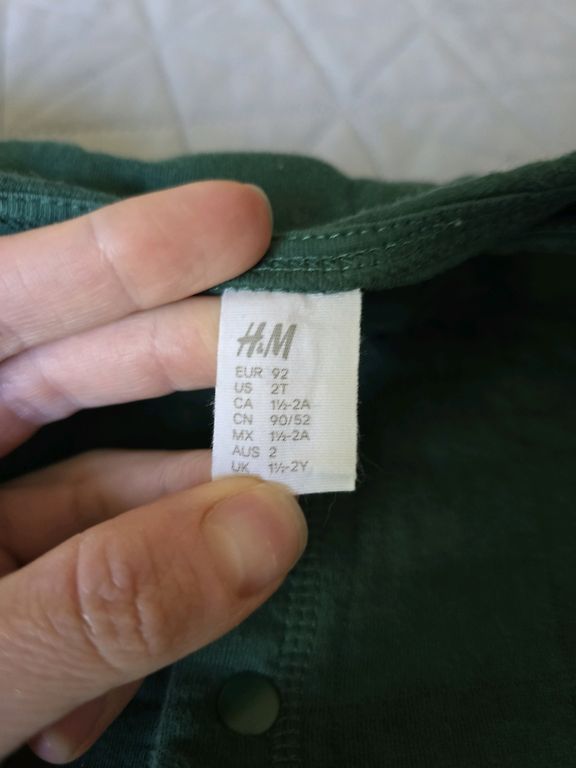 H&M
EUR 92
US 2T
CA 1½-2A
CN 90/52
MX 1½-2A
AUS 2
UK 1½-2Y